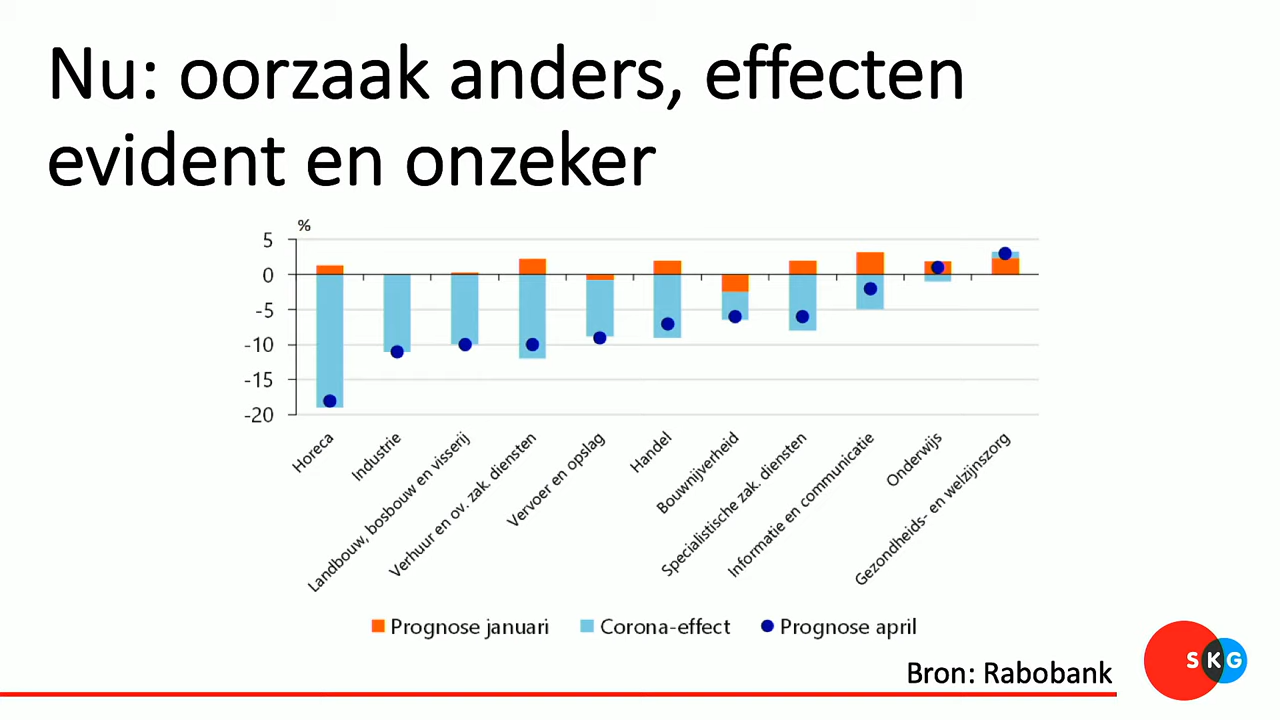 Nu: oorzaak anders, effecten
evident en onzeker
%
5
0
-5
-10
-15
-20
Horeca
Industrie
Landbouw, bosbouw en visserij
Verhuur en ov. zak. diensten
Vervoer en opslag
Handel
Bouwnijverheid
Specialistische zak. diensten
Informatie en communicatie
Onderwijs
Gezondheids- en welzijnszorg
Prognose januari
Corona-effect
Prognose april
Bron: Rabobank
SKG